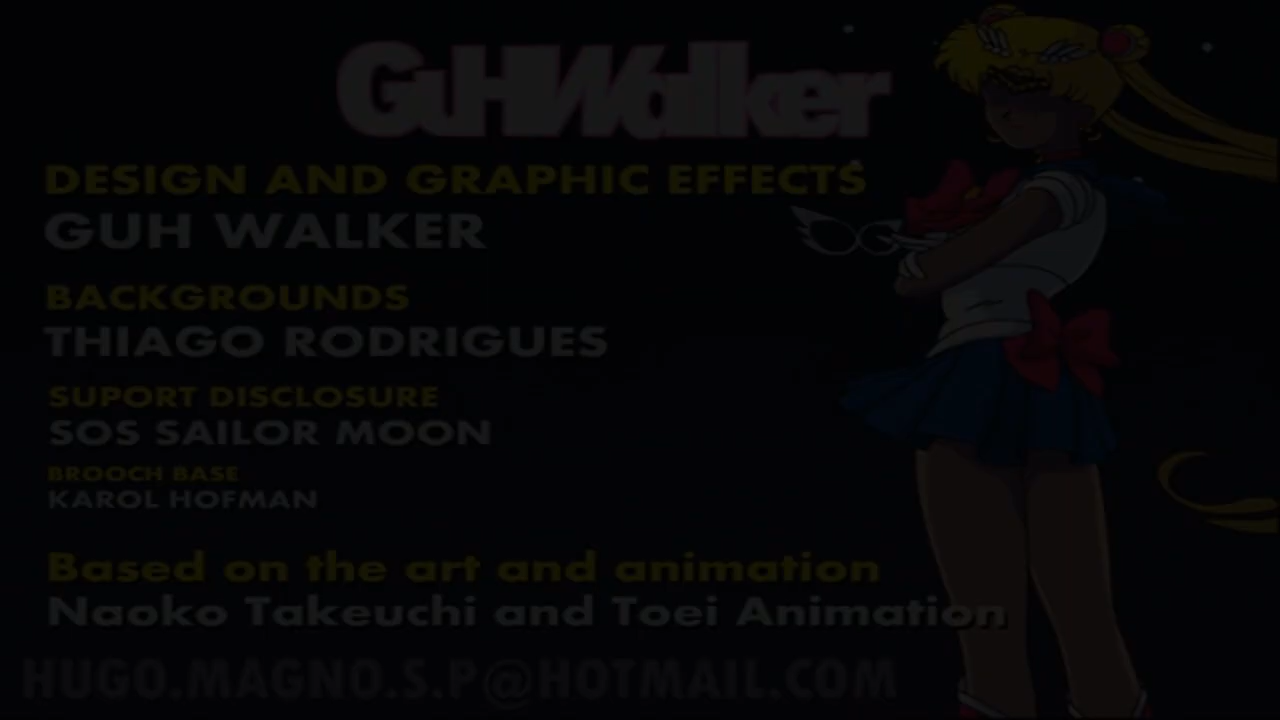 GuHWalker
DESIGN AND GRAPHIC EFFECTS
GUH WALKER
BACKGROUNDS
THIAGO RODRIGUES
SUPORT DISCLOSURE
SOS SAILOR MOON
BROOCH BASE
KAROL HOFMAN
Based on the art and animation
Naoko Takeuchi and Toei Animation
HUGO.MAGNO.S.P@HOTMAIL.COM